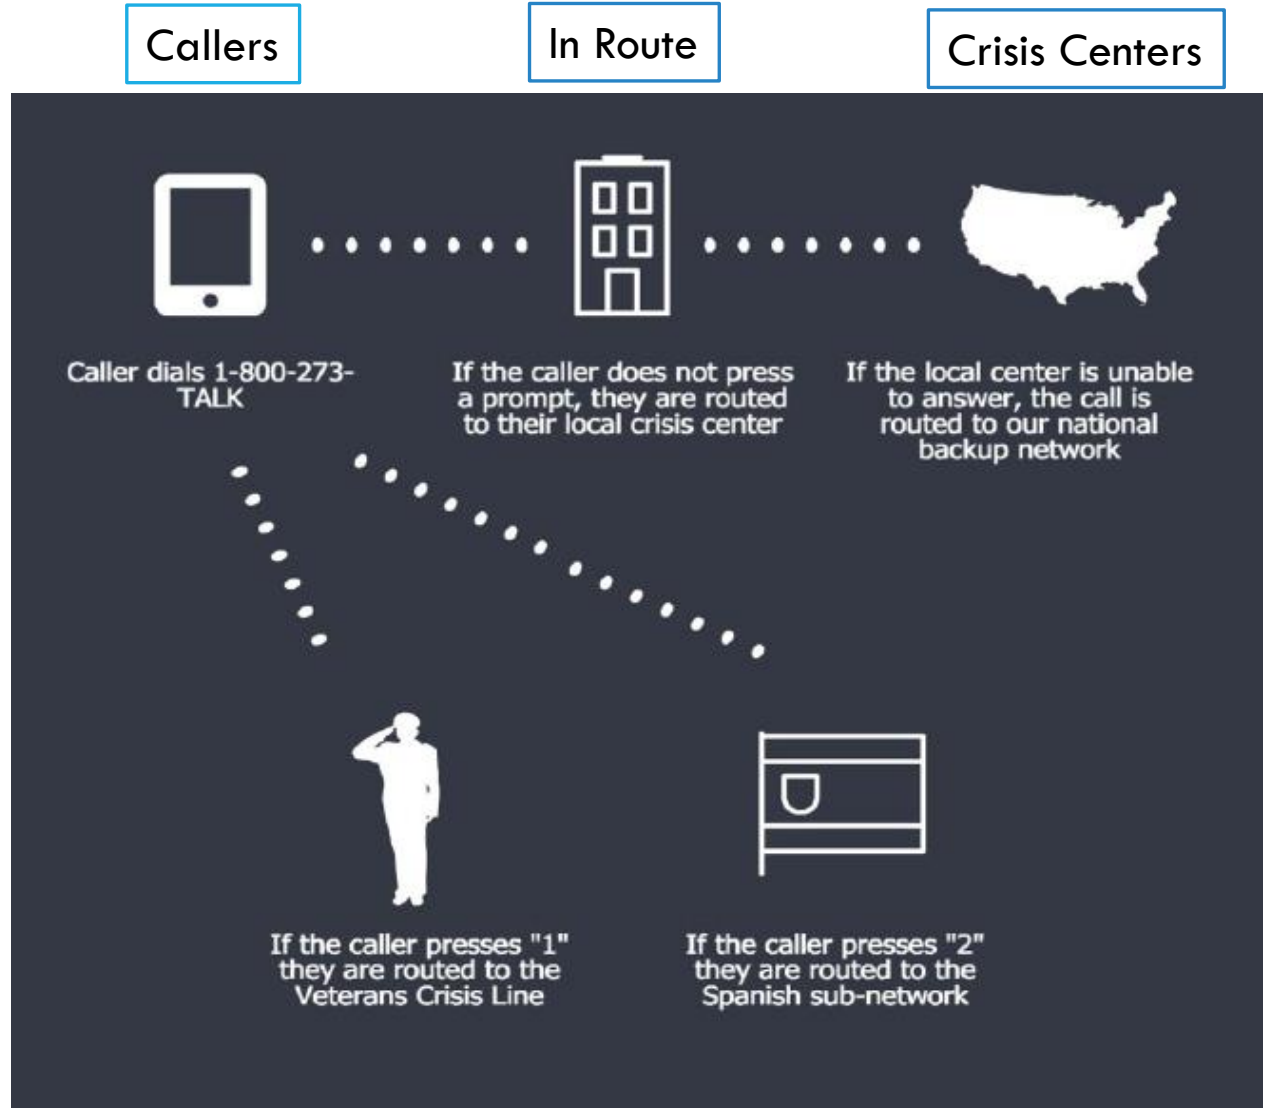 Callers
In Route
Crisis Centers
Caller dials 1-800-273-
TALK
If the caller does not press
a prompt, they are routed
to their local crisis center
If the local center is unable
to answer, the call is
routed to our national
backup network
If the caller presses "1"
they are routed to the
Veterans Crisis Line
If the caller presses "2"
they are routed to the
Spanish sub-network